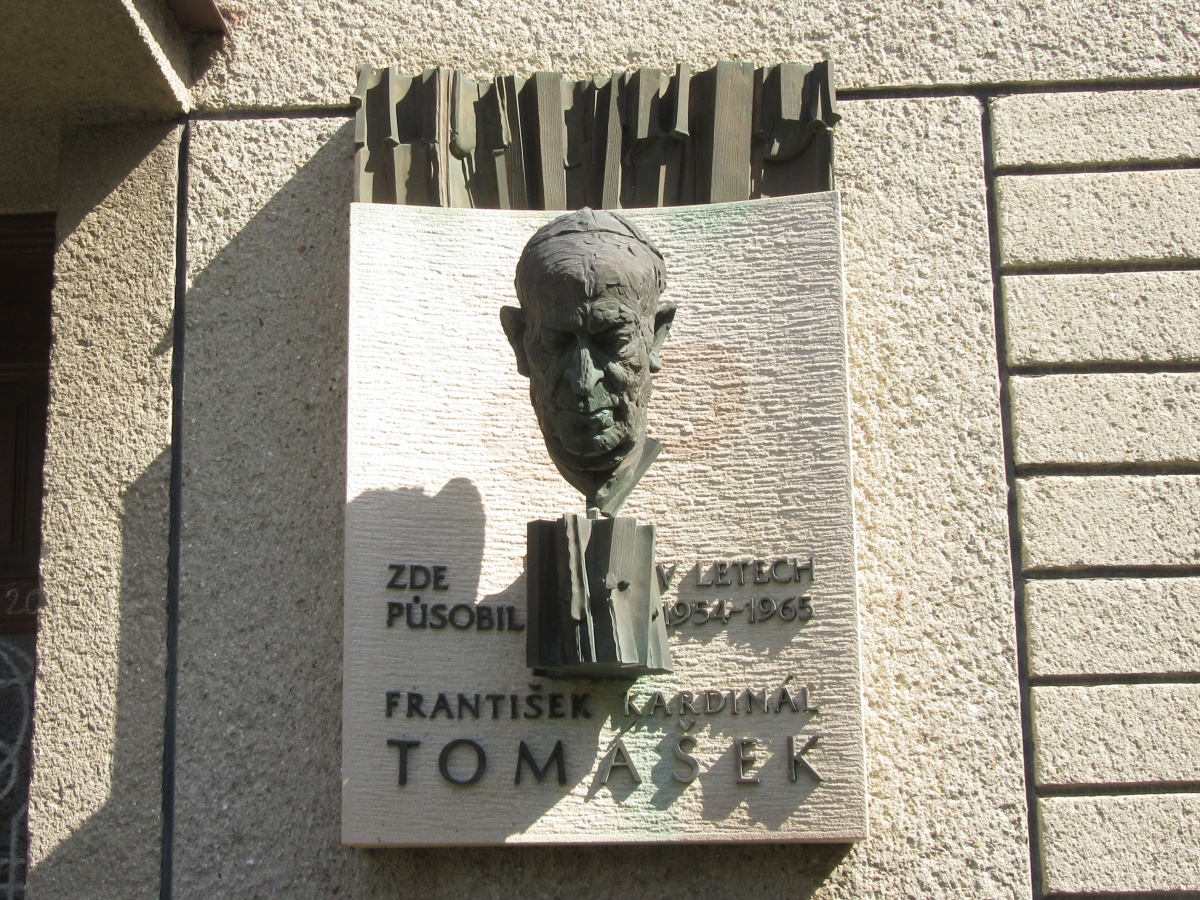 ZDE V LETECH
PŮSOBIL 1954-1965
FRANTIŠEK KARDINÁL
TOMÁŠEK